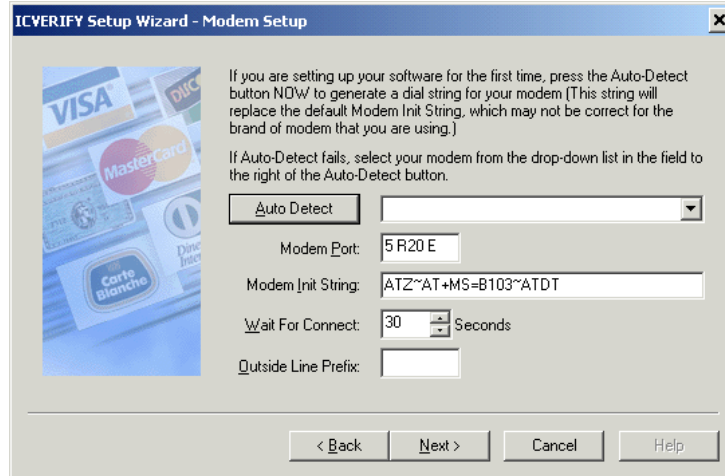 ICVERIFY Setup Wizard - Modem Setup
If you are setting up your software for the first time, press the Auto-Detect
button NOW to generate a dial string for your modem (This string will
replace the default Modem Init String, which may not be correct for the
brand of modem that you are using.)
If Auto-Detect fails, select your modem from the drop-down list in the field to
the right of the Auto-Detect button.
Auto Detect
Modem Port: 5 R20 E
Modem Init String: ATZ~AT+MS=B103~ATDT
Wait For Connect: 30 Seconds
Outside Line Prefix:
VISA
MasterCard
Carte
Blanche
< Back Next > Cancel Help